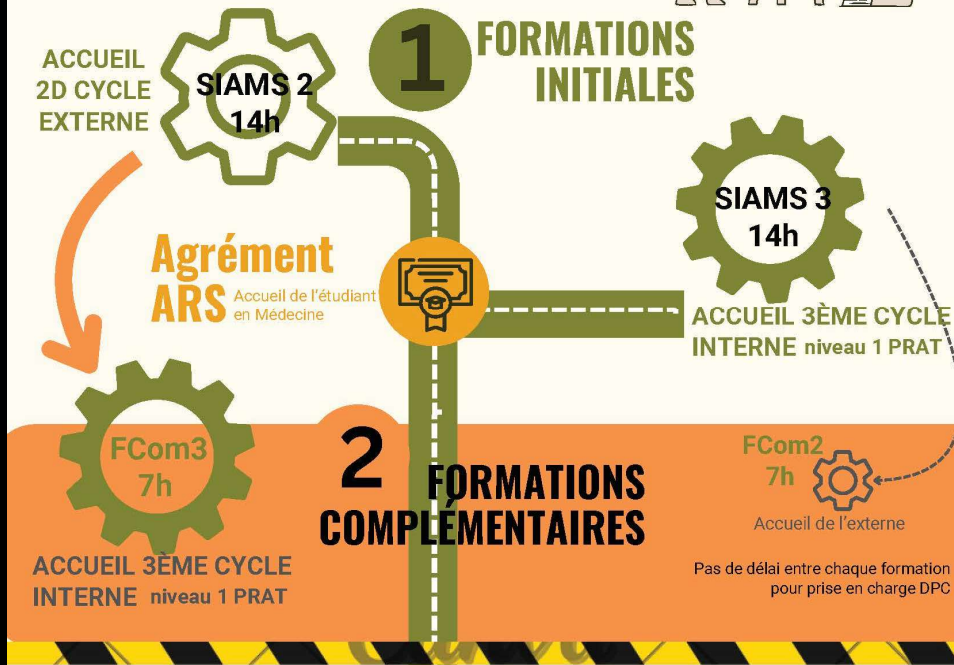 ACCUEIL
2D CYCLE
EXTERNE
SIAMS 2
14h
1
FORMATIONS
INITIALES
SIAMS 3
14h
Agrément
ARS
Accueil de l'étudiant
en Médecine
ACCUEIL 3ÈME CYCLE
INTERNE niveau 1 PRAT
FCom3
7h
2
FORMATIONS
COMPLÉMENTAIRES
FCom2
7h
Accueil de l'externe
ACCUEIL 3ÈME CYCLE
INTERNE niveau 1 PRAT
Pas de délai entre chaque formation
pour prise en charge DPC